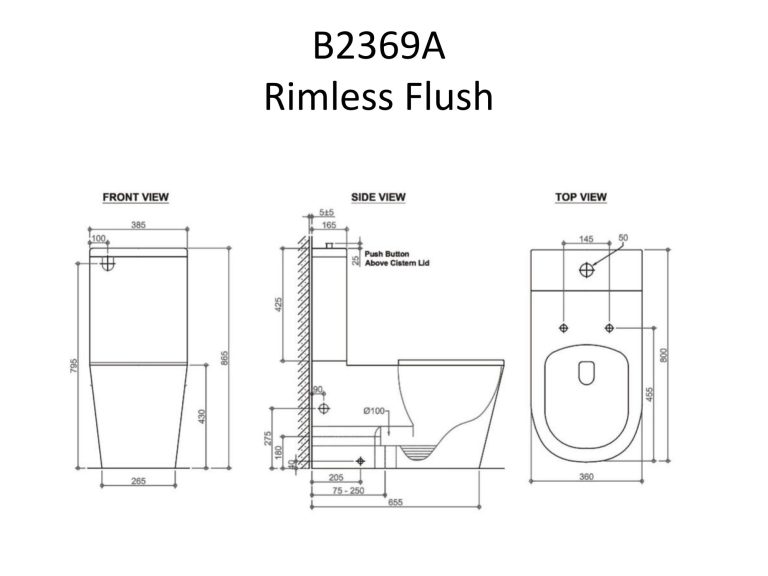 B2369A
Rimless Flush
FRONT VIEW
385
100
795
865
430
265
SIDE VIEW
5±5
165
25
Push Button
Above Cistern Lid
425
90
Ø100
275
180
40
205
75 - 250
655
TOP VIEW
50
145
800
455
360